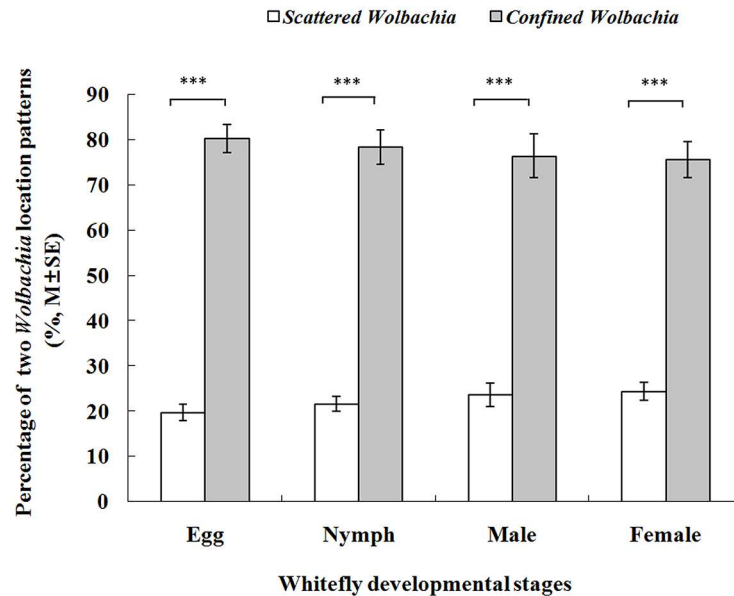 Scattered Wolbachia Confined Wolbachia
*** *** *** ***
90
80
70
60
50
40
30
20
10
0
Percentage of two Wolbachia location patterns
(%, M±SE)
Egg Nymph Male Female
Whitefly developmental stages